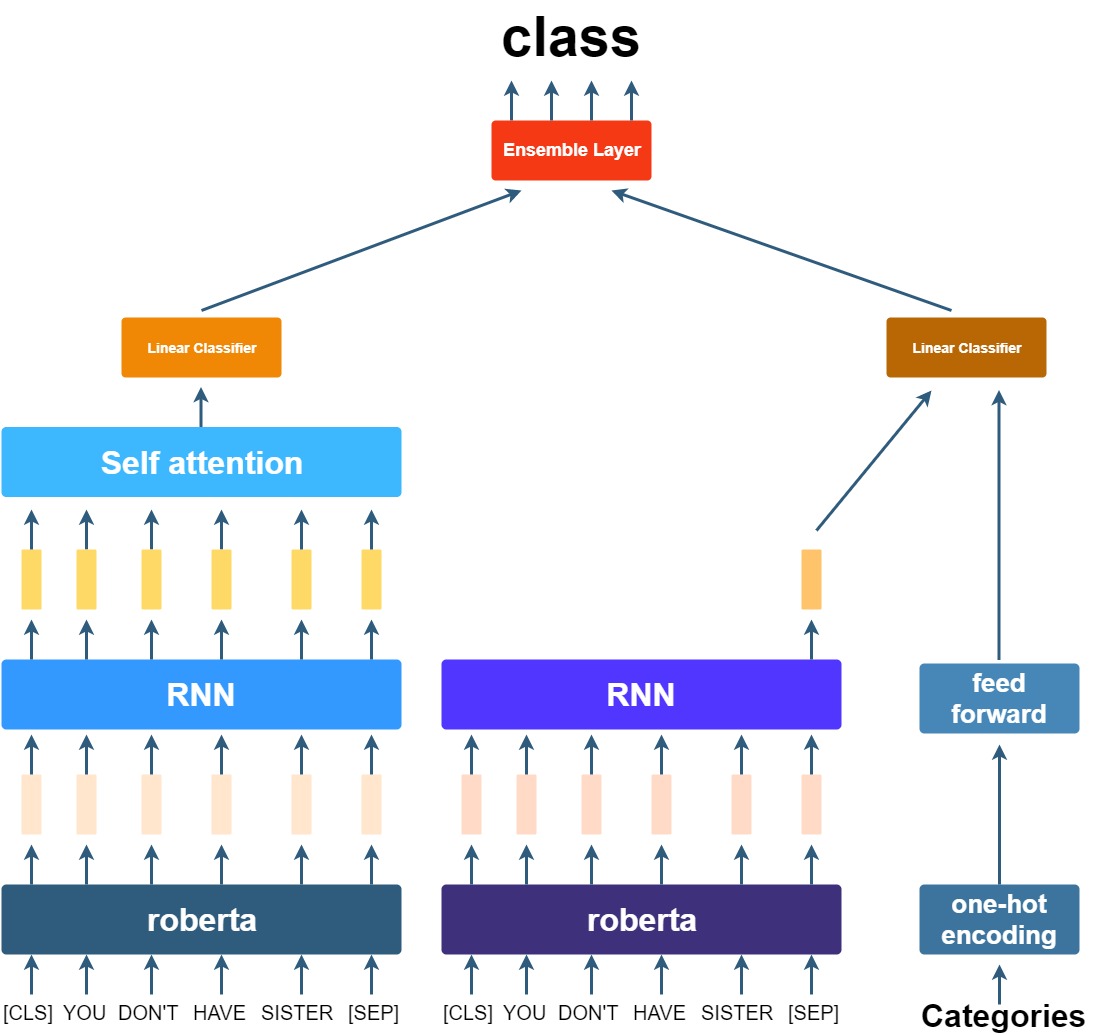 class
Ensemble Layer
Linear Classifier
Linear Classifier
Self attention
RNN
RNN
feed
forward
roberta
roberta
one-hot
encoding
[CLS] YOU DON'T HAVE SISTER [SEP]
[CLS] YOU DON'T HAVE SISTER [SEP]
Categories